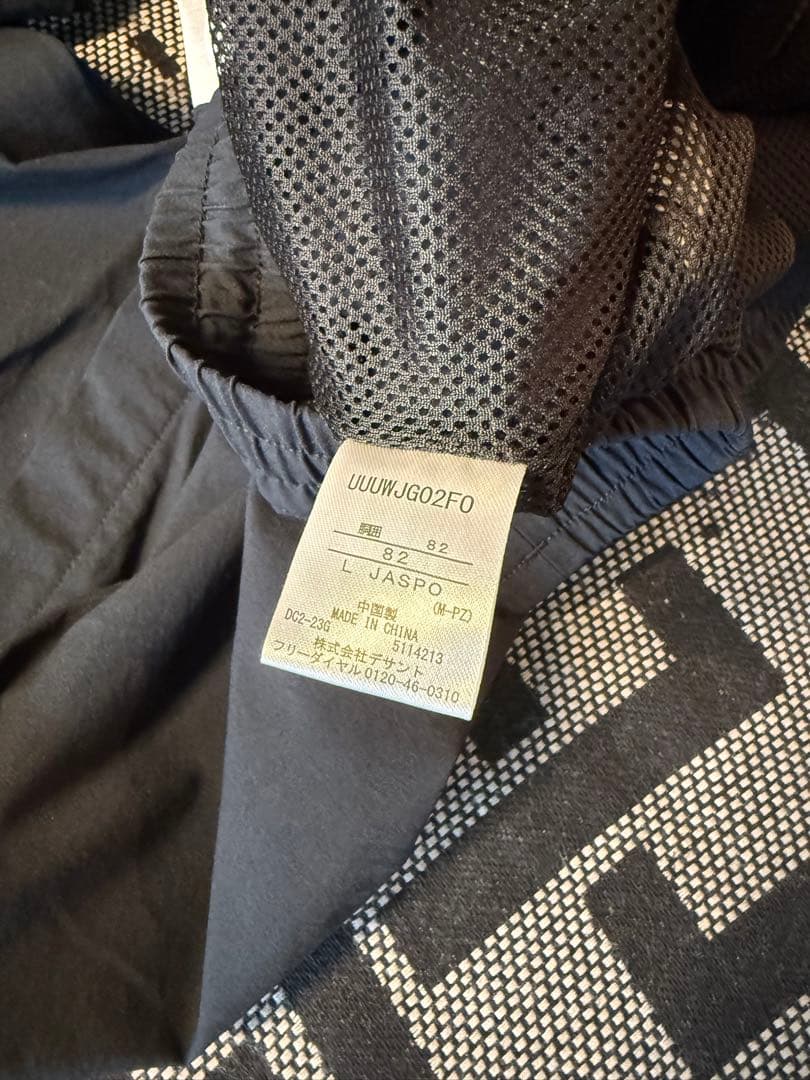 UUUWJG02F0
胴囲 82
82
L JASPO
中国製 (M-PZ)
DC2-23G MADE IN CHINA
5114213
株式会社デサント
フリーダイヤル0120-46-0310